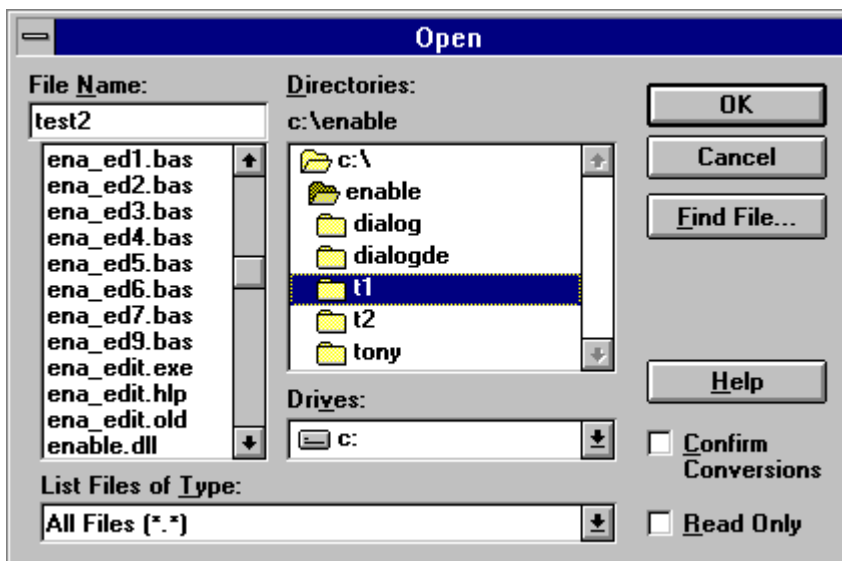 Open
File Name:
test2
ena_ed1.bas
ena_ed2.bas
ena_ed3.bas
ena_ed4.bas
ena_ed5.bas
ena_ed6.bas
ena_ed7.bas
ena_ed9.bas
ena_edit.exe
ena_edit.hlp
ena_edit.old
enable.dll
List Files of Type:
All Files (*.*)
Directories:
c:\enable
c:\
enable
dialog
dialogde
t1
t2
tony
Drives:
c:
OK
Cancel
Find File...
Help
Confirm
Conversions
Read Only